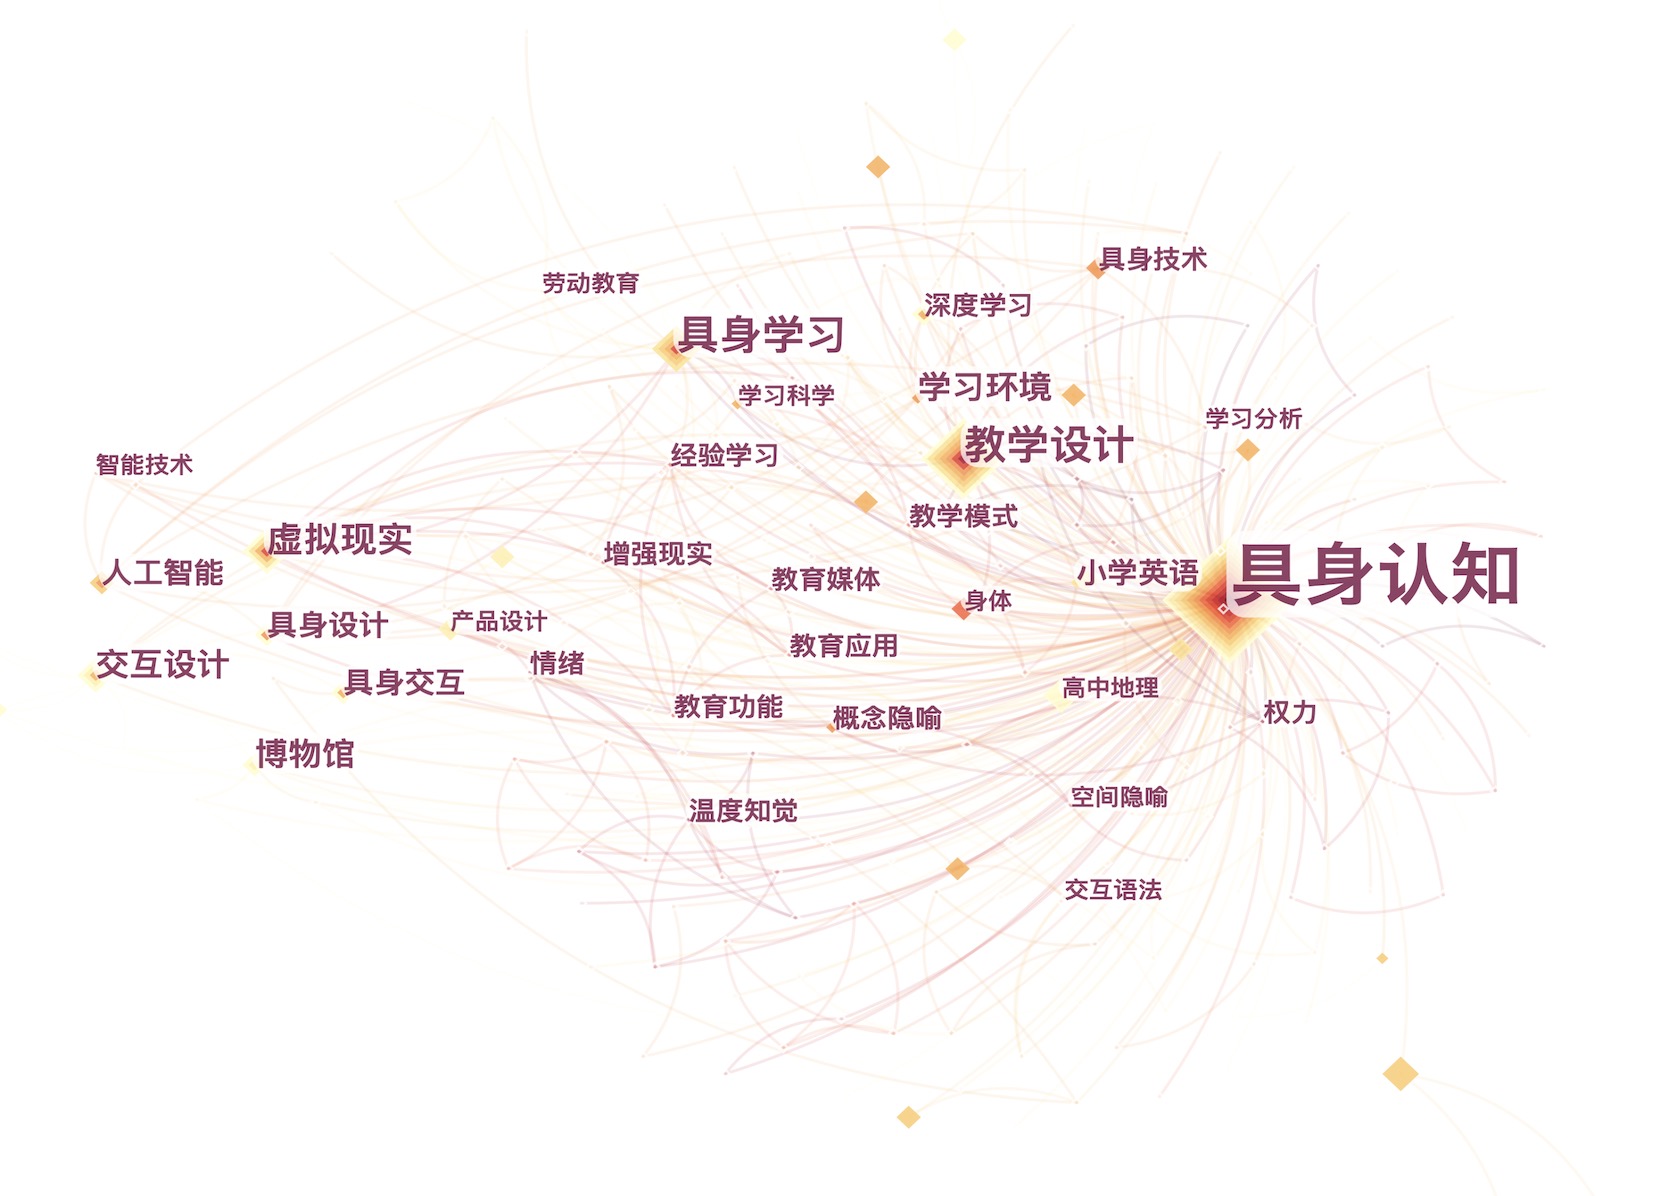 具身技术
劳动教育
深度学习
具身学习
学习环境
学习科学
学习分析
教学设计
经验学习
智能技术
教学模式
虚拟现实
增强现实
人工智能
教育媒体
小学英语
具身认知
身体
具身设计
产品设计
教育应用
交互设计
情绪
具身交互
高中地理
教育功能
概念隐喻
权力
博物馆
空间隐喻
温度知觉
交互语法